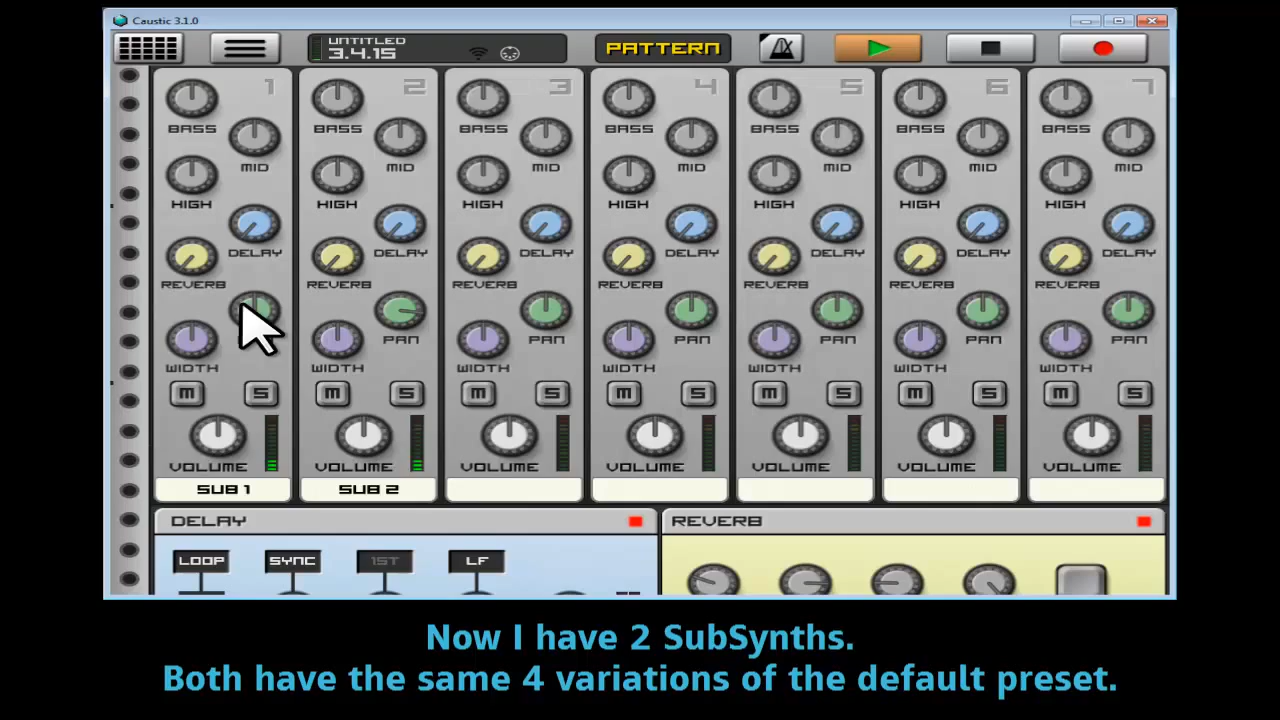 Caustic 3.1.0
UNTITLED
3.4.15
PATTERN
1 2 3 4 5 6 7
BASS BASS BASS BASS BASS BASS BASS
MID MID MID MID MID MID MID
HIGH HIGH HIGH HIGH HIGH HIGH HIGH
DELAY DELAY DELAY DELAY DELAY DELAY DELAY
REVERB REVERB REVERB REVERB REVERB REVERB REVERB
PAN PAN PAN PAN PAN PAN
WIDTH WIDTH WIDTH WIDTH WIDTH WIDTH WIDTH
M S M S M S M S M S M S M S
VOLUME VOLUME VOLUME VOLUME VOLUME VOLUME VOLUME
SUB 1 SUB 2
DELAY REVERB
LOOP SYNC 1ST LF
Now I have 2 SubSynths.
Both have the same 4 variations of the default preset.